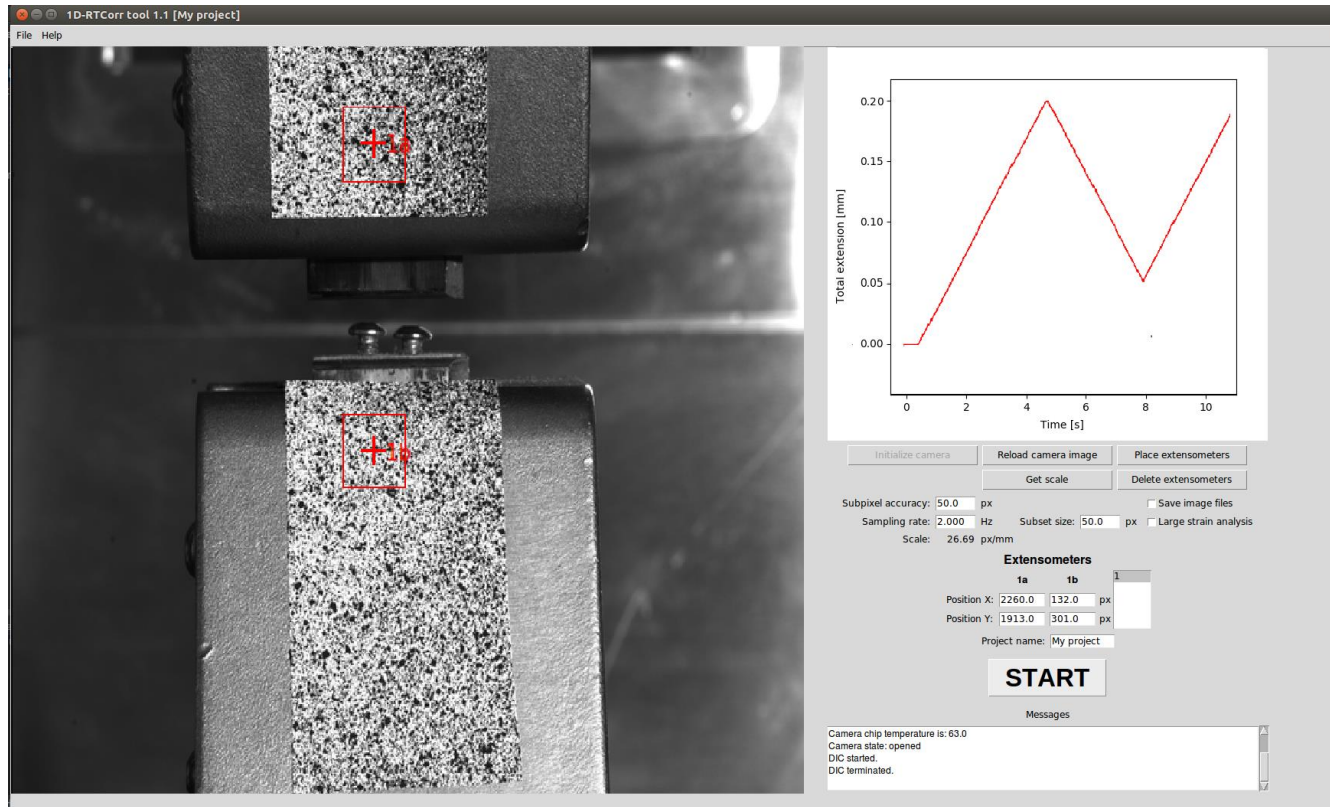 1D-RTCorr tool 1.1 [My project]
File Help
1a
1b
0.20
0.15
0.10
0.05
0.00
Total extension [mm]
0 2 4 6 8 10
Time [s]
Initialize camera Reload camera image Place extensometers
Get scale Delete extensometers
Subpixel accuracy: 50.0 px Save image files
Sampling rate: 2.000 Hz Subset size: 50.0 px Large strain analysis
Scale: 26.69 px/mm
Extensometers
1a 1b 1
Position X: 2260.0 132.0 px
Position Y: 1913.0 301.0 px
Project name: My project
START
Messages
Camera chip temperature is: 63.0
Camera state: opened
DIC started.
DIC terminated.